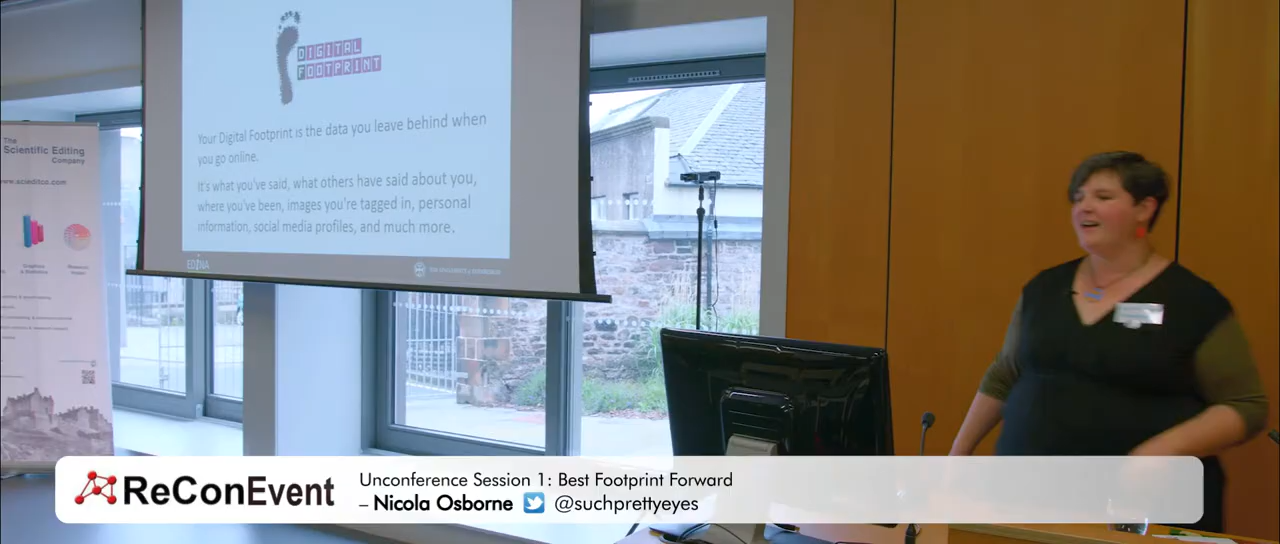 DIGITAL
FOOTPRINT
Your Digital Footprint is the data you leave behind when
you go online.
It's what you've said, what others have said about you,
where you've been, images you're tagged in, personal
information, social media profiles, and much more.
EDINA
The
Scientific Editing
Company
www.scieditco.com
ReConEvent
Unconference Session 1: Best Footprint Forward
– Nicola Osborne @suchprettyeyes